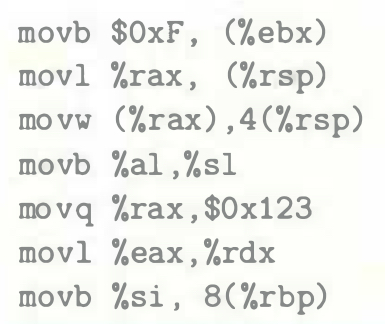 movb $0xF, (%ebx)
movl %rax, (%rsp)
movw (%rax),4(%rsp)
movb %al,%sl
movq %rax,$0x123
movl %eax,%rdx
movb %si, 8(%rbp)